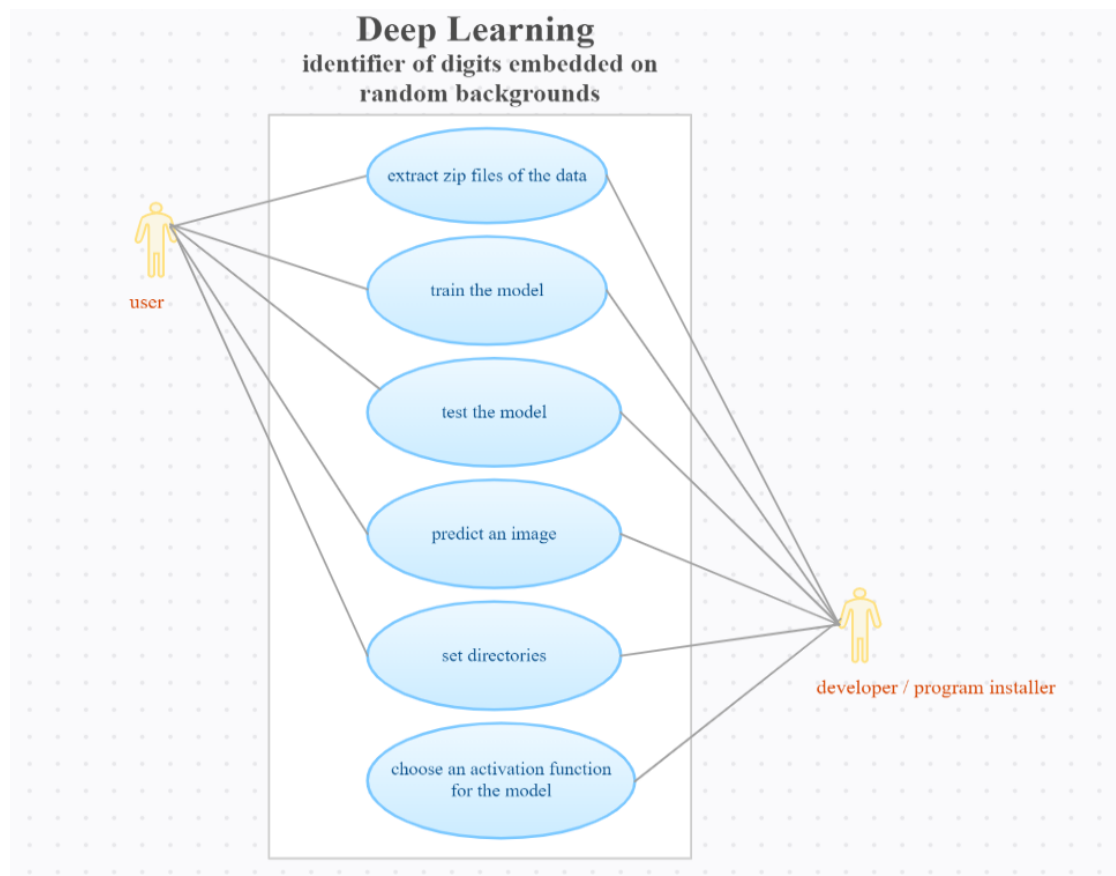 Deep Learning
identifier of digits embedded on
random backgrounds
extract zip files of the data
train the model
user
test the model
predict an image
set directories
developer / program installer
choose an activation function
for the model